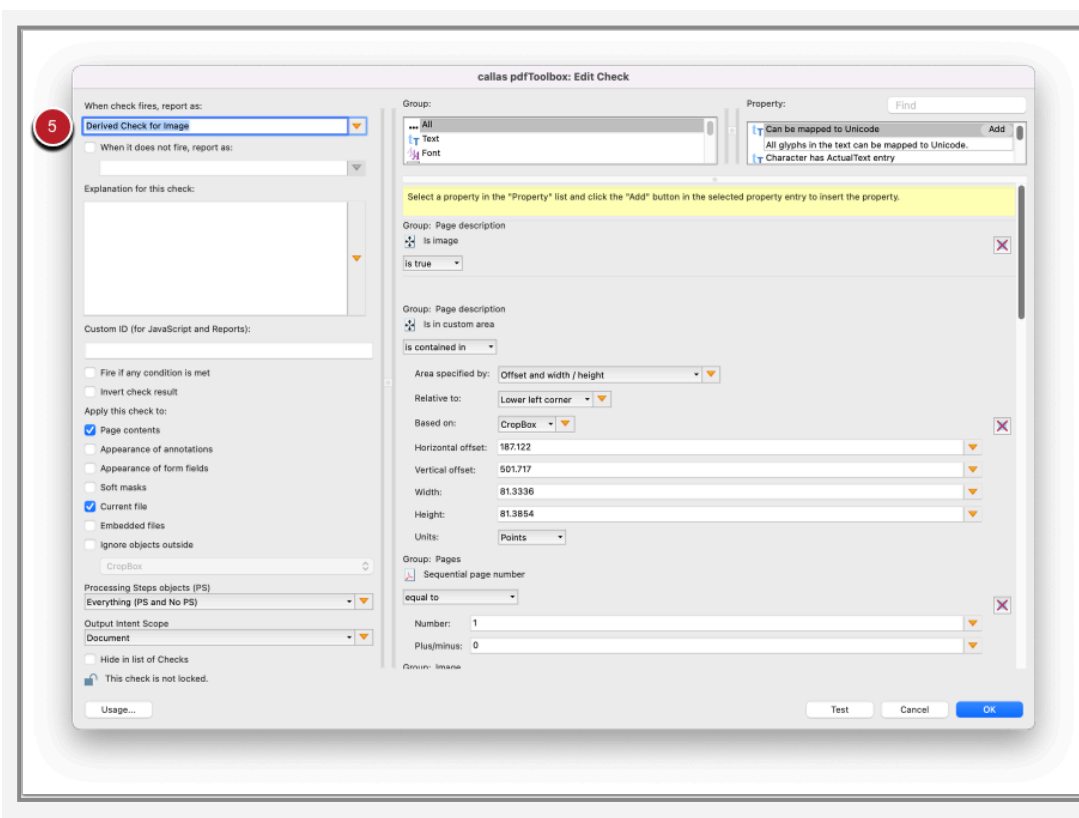 callas pdfToolbox: Edit Check
5
When check fires, report as:
Derived Check for Image
When it does not fire, report as:
Explanation for this check:
Custom ID (for JavaScript and Reports):
Fire if any condition is met
Invert check result
Apply this check to:
Page contents
Appearance of annotations
Appearance of form fields
Soft masks
Current file
Embedded files
Ignore objects outside
CropBox
Processing Steps objects (PS)
Everything (PS and No PS)
Output Intent Scope
Document
Hide in list of Checks
This check is not locked.
Usage...
Group:
All
Text
Font
Property:
Find
Can be mapped to Unicode
Add
All glyphs in the text can be mapped to Unicode.
Character has ActualText entry
Select a property in the "Property" list and click the "Add" button in the selected property entry to insert the property.
Group: Page description
Is image
is true
Group: Page description
Is in custom area
is contained in
Area specified by: Offset and width / height
Relative to: Lower left corner
Based on: CropBox
Horizontal offset: 187.122
Vertical offset: 501.717
Width: 81.3336
Height: 81.3854
Units: Points
Group: Pages
Sequential page number
equal to
Number: 1
Plus/minus: 0
Group: Image
Test
Cancel
OK